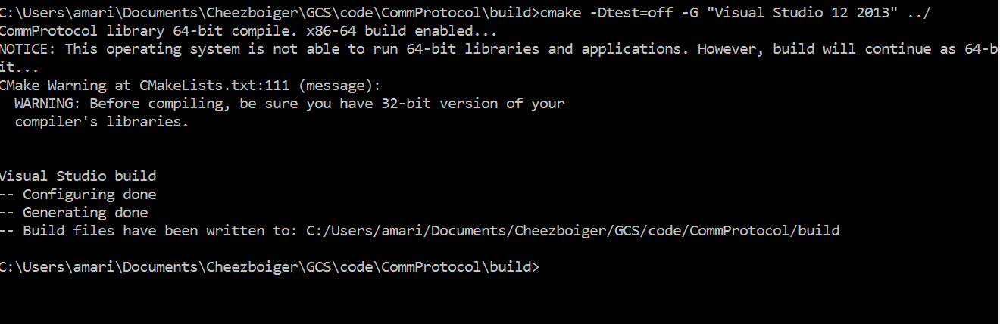 C:\Users\amari\Documents\Cheezboiger\GCS\code\CommProtocol\build>cmake -Dtest=off -G "Visual Studio 12 2013" ../
CommProtocol library 64-bit compile. x86-64 build enabled...
NOTICE: This operating system is not able to run 64-bit libraries and applications. However, build will continue as 64-b
it...
CMake Warning at CMakeLists.txt:111 (message):
  WARNING: Before compiling, be sure you have 32-bit version of your
  compiler's libraries.
Visual Studio build
-- Configuring done
-- Generating done
-- Build files have been written to: C:/Users/amari/Documents/Cheezboiger/GCS/code/CommProtocol/build
C:\Users\amari\Documents\Cheezboiger\GCS\code\CommProtocol\build>